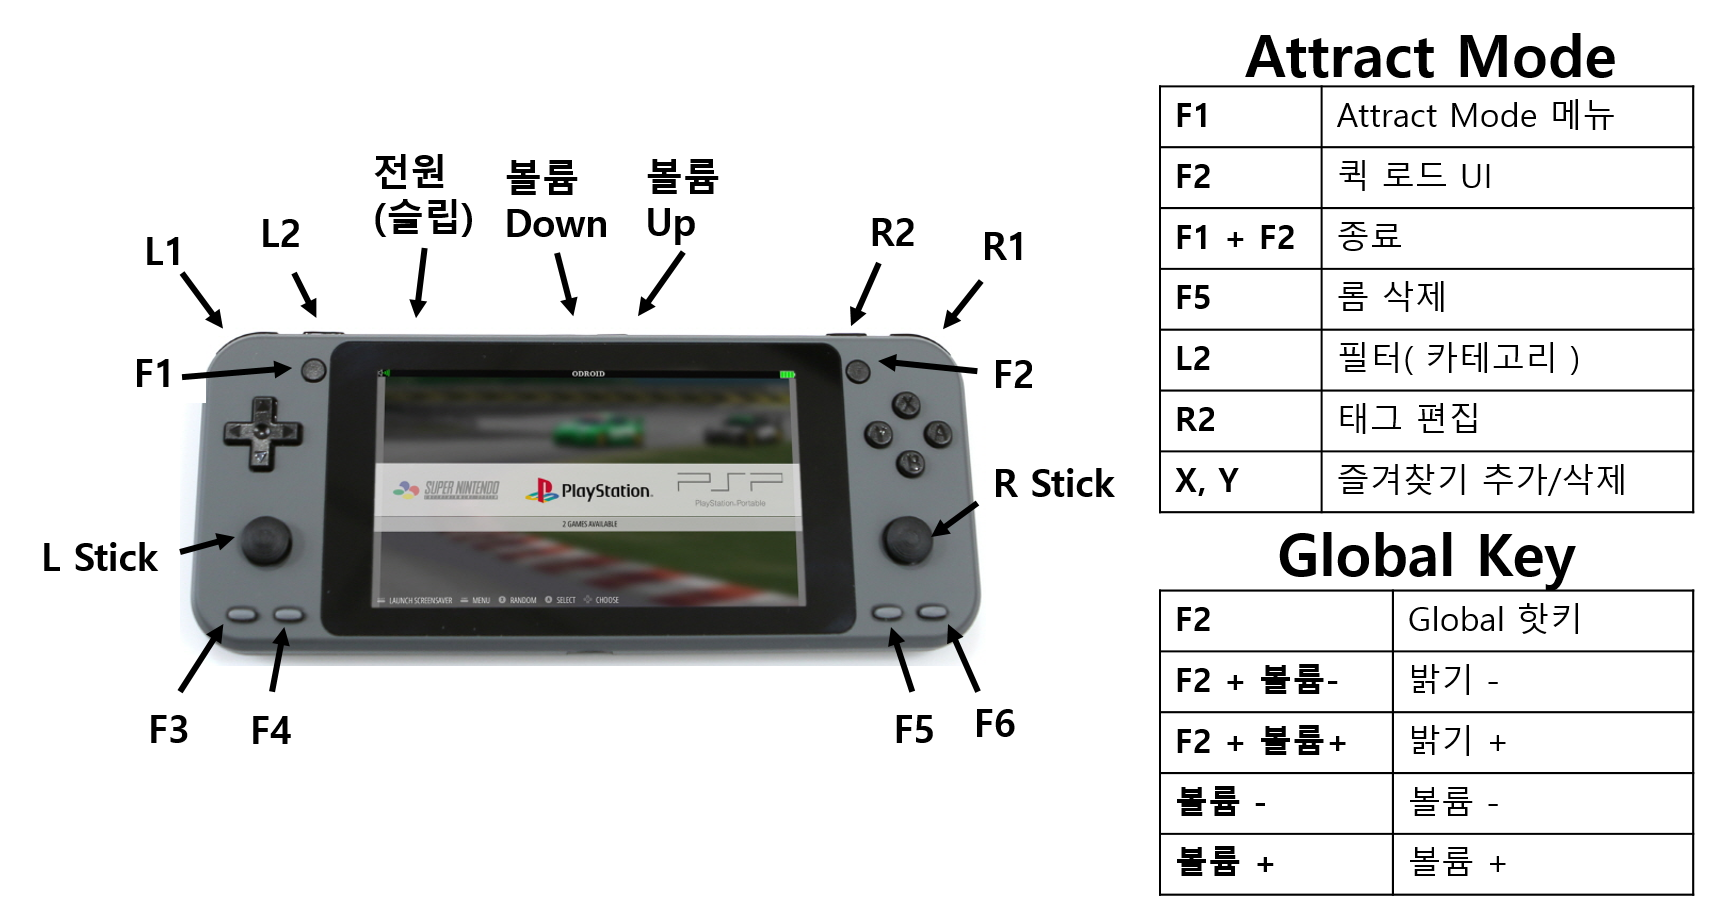 전원
(슬립)
볼륨
Down
볼륨
Up
L1
L2
R2
R1
F1
F2
ODROID
X
Y
A
B
SUPER NINTENDO
PlayStation.
PSP
PlayStation Portable
2 GAMES AVAILABLE
L Stick
R Stick
LAUNCH SCREENSAVER MENU RANDOM SELECT CHOOSE
F3
F4
F5
F6
Attract Mode
F1 Attract Mode 메뉴
F2 퀵 로드 UI
F1 + F2 종료
F5 롬 삭제
L2 필터( 카테고리 )
R2 태그 편집
X, Y 즐겨찾기 추가/삭제
Global Key
F2 Global 핫키
F2 + 볼륨- 밝기 -
F2 + 볼륨+ 밝기 +
볼륨 - 볼륨 -
볼륨 + 볼륨 +